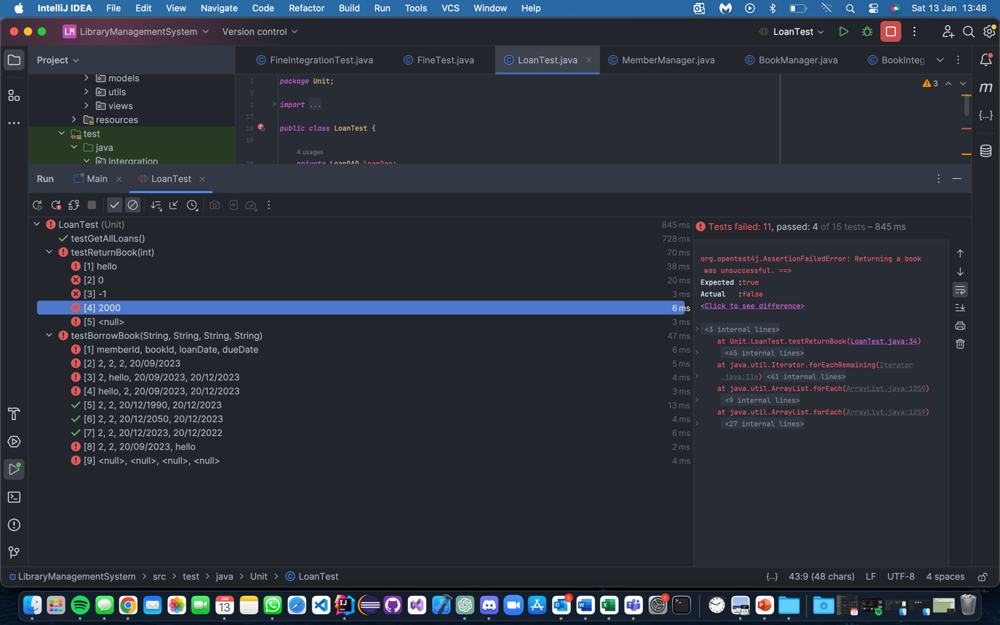 IntelliJ IDEA File Edit View Navigate Code Refactor Build Run Tools VCS Window Help Sat 13 Jan 13:48
LM LibraryManagementSystem Version control LoanTest
Project FineIntegrationTest.java FineTest.java LoanTest.java MemberManager.java BookManager.java BookInteg
models
utils
views
resources
test
java
Intergration
1 package Unit;
2
3 import ...
17
18 public class LoanTest {
19
4 usages
20 private LoanDAO loanDao;
3
Run Main LoanTest
LoanTest (Unit) 845 ms
testGetAllLoans() 728 ms
testReturnBook(int) 70 ms
[1] hello 38 ms
[2] 0 20 ms
[3] -1 3 ms
[4] 2000 6 ms
[5] <null> 3 ms
testBorrowBook(String, String, String, String) 47 ms
[1] memberId, bookId, loanDate, dueDate 6 ms
[2] 2, 2, 2, 20/09/2023 5 ms
[3] 2, hello, 20/09/2023, 20/12/2023 4 ms
[4] hello, 2, 20/09/2023, 20/12/2023 3 ms
[5] 2, 2, 20/12/1990, 20/12/2023 13 ms
[6] 2, 2, 20/12/2050, 20/12/2023 4 ms
[7] 2, 2, 20/12/2023, 20/12/2022 6 ms
[8] 2, 2, 20/09/2023, hello 2 ms
[9] <null>, <null>, <null>, <null> 4 ms
Tests failed: 11, passed: 4 of 15 tests – 845 ms
org.opentest4j.AssertionFailedError: Returning a book
was unsuccessful. ==>
Expected :true
Actual :false
<Click to see difference>
<3 internal lines>
at Unit.LoanTest.testReturnBook(LoanTest.java:34)
<45 internal lines>
at java.util.Iterator.forEachRemaining(Iterator
.java:116) <41 internal lines>
at java.util.ArrayList.forEach(ArrayList.java:1259)
<9 internal lines>
at java.util.ArrayList.forEach(ArrayList.java:1259)
<27 internal lines>
LibraryManagementSystem > src > test > java > Unit > LoanTest {...} 43:9 (48 chars) LF UTF-8 4 spaces
JAN
13